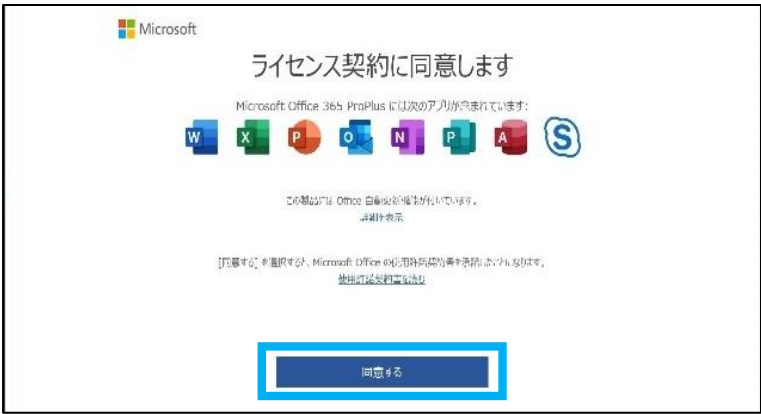 Microsoft
ライセンス契約に同意します
Microsoft Office 365 ProPlus には次のアプリが含まれています:
W X P O N P A S
この製品には Office 自動更新機能が付いています。
詳細を表示
[同意する] を選択すると、Microsoft Office の使用許諾契約書を承諾したことになります。
使用許諾契約書を読む
同意する